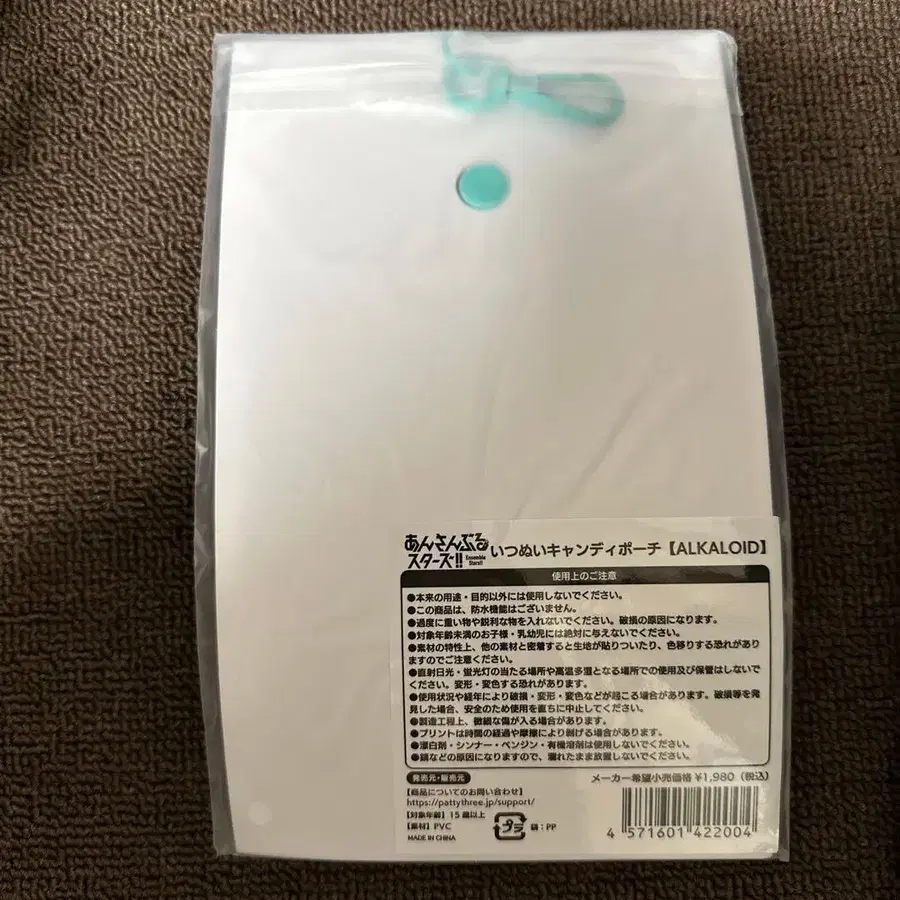 あんさんぶるスターズ!! Ensemble Stars!! いつぬいキャンディポーチ【ALKALOID】
使用上のご注意
●本来の用途・目的以外には使用しないでください。
●この商品は、防水機能はございません。
●過度に重い物や鋭利な物を入れないでください。破損の原因になります。
●対象年齢未満のお子様・乳幼児には絶対に与えないでください。
●素材の特性上、他の素材と密着すると生地が貼りついたり、色移りする恐れがあり
ますのでご注意ください。
●直射日光・蛍光灯の当たる場所や高温多湿となる場所での使用及び保管はしないで
ください。変形・変色する恐れがあります。
●使用状況や経年により破損・変形・変色などが起こる場合があります。破損等を発
見した場合、安全のため使用を直ちに中止してください。
●製造工程上、微細な傷が入る場合があります。
●プリントは時間の経過や摩擦により剥げる場合があります。
●漂白剤・シンナー・ベンジン・有機溶剤は使用しないでください。
●錆などの原因になりますので、濡れたまま放置しないでください。
発売元・販売元
メーカー希望小売価格 ¥1,980（税込）
【商品についてのお問い合わせ】
https://pattythree.jp/support/
【対象年齢】15歳以上
【素材】PVC
MADE IN CHINA
プラ 袋：PP
4 571601 422004